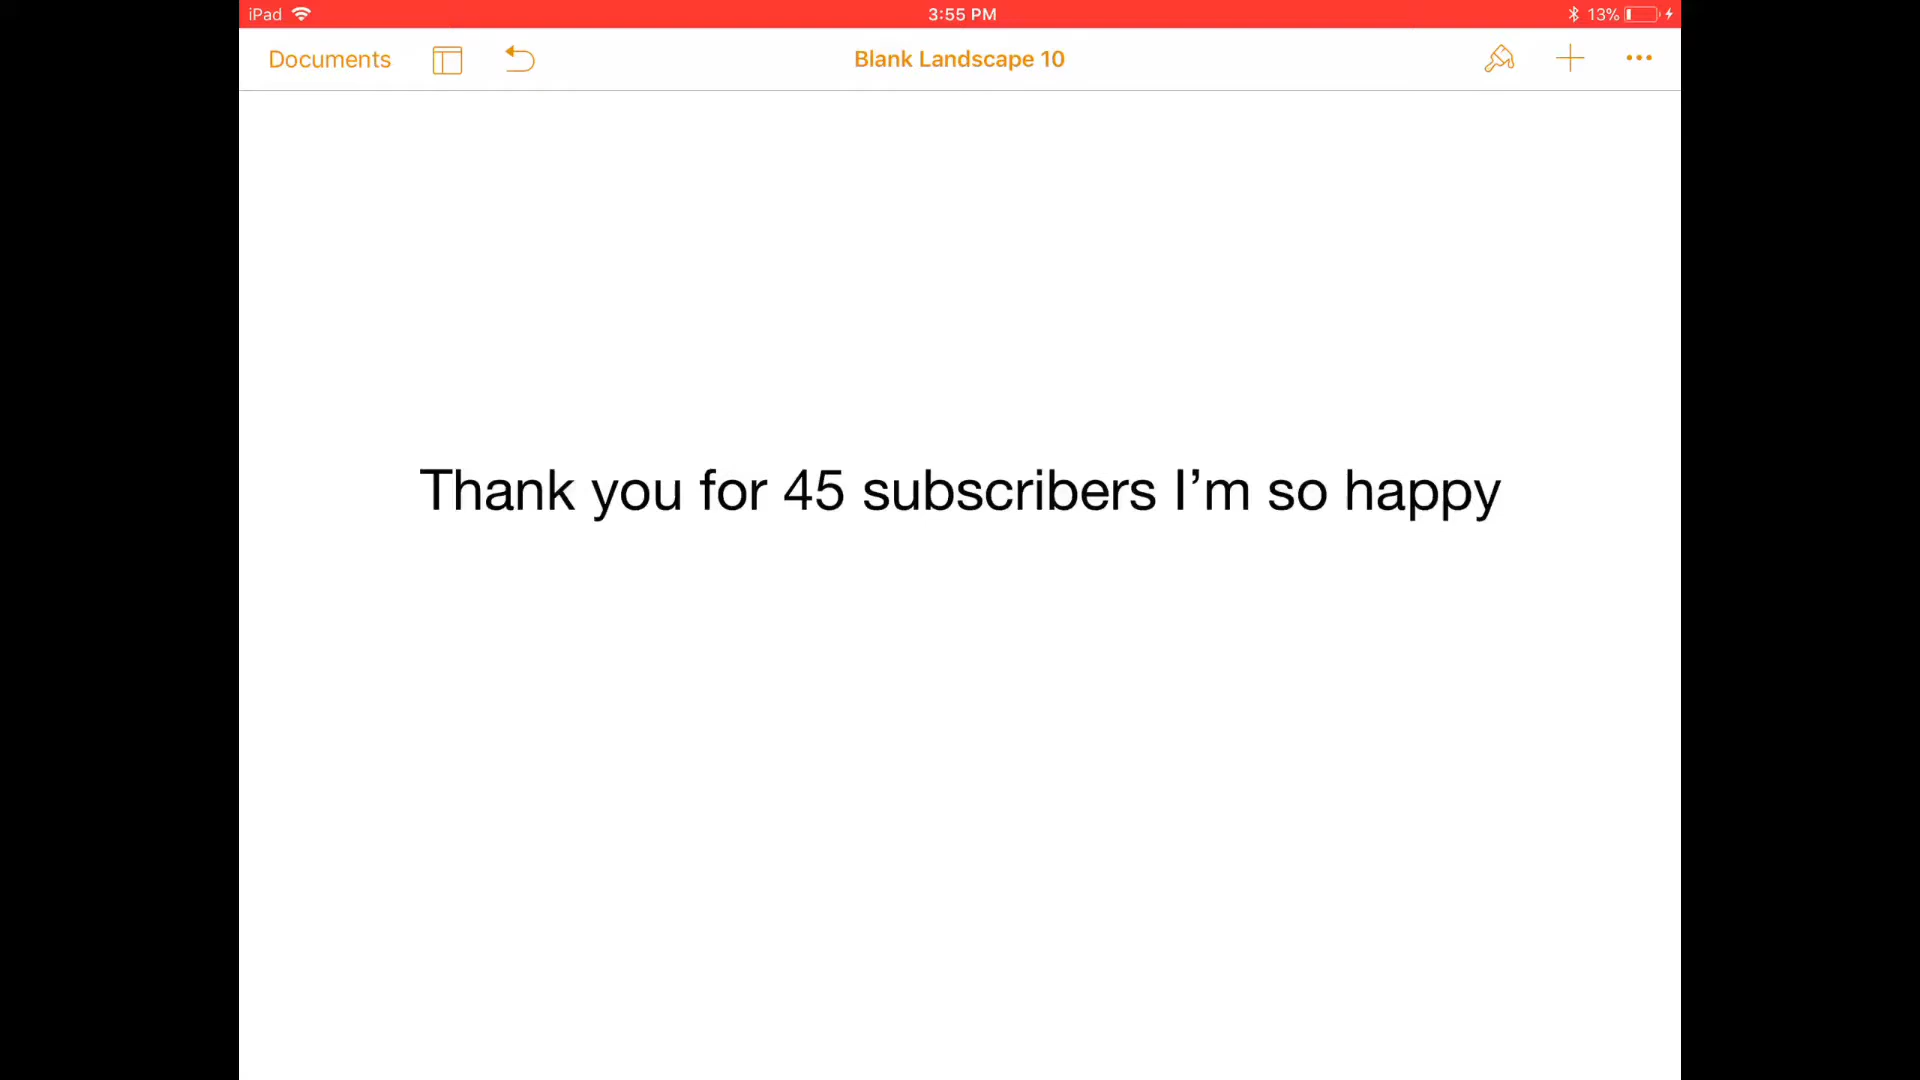 iPad 3:55 PM 13%
Documents Blank Landscape 10
Thank you for 45 subscribers I’m so happy